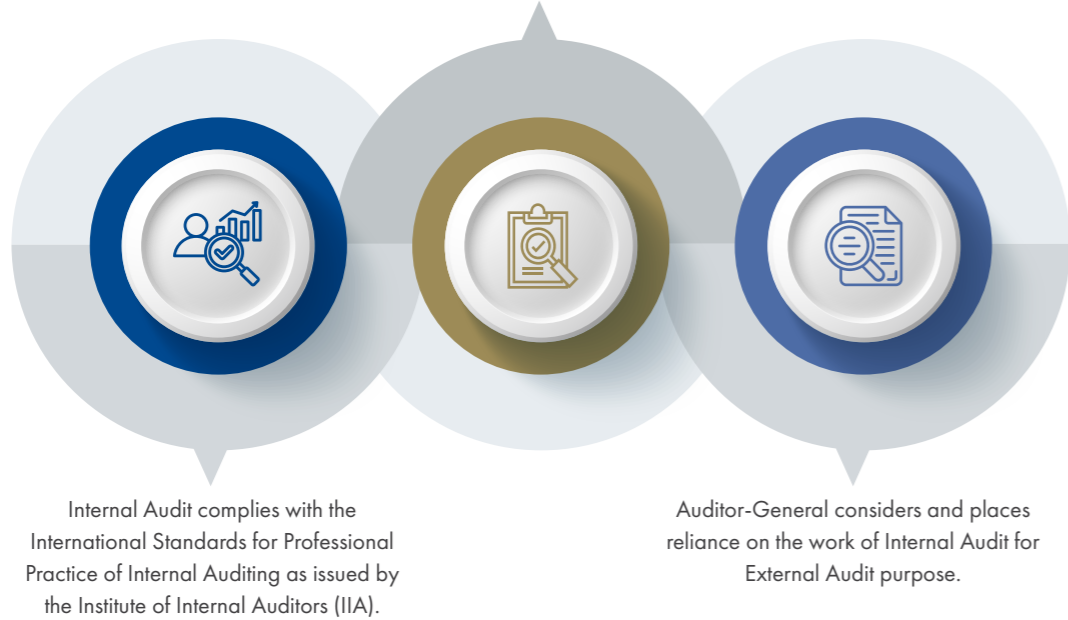 Internal Audit complies with the
International Standards for Professional
Practice of Internal Auditing as issued by
the Institute of Internal Auditors (IIA).
Auditor-General considers and places
reliance on the work of Internal Audit for
External Audit purpose.